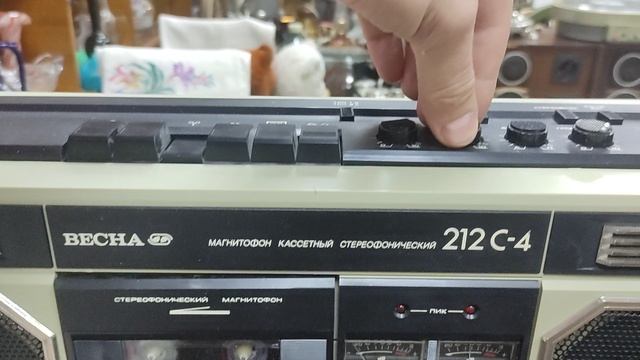 ВЕСНА МАГНИТОФОН КАССЕТНЫЙ СТЕРЕОФОНИЧЕСКИЙ 212 С-4
СТЕРЕОФОНИЧЕСКИЙ МАГНИТОФОН
ПИК